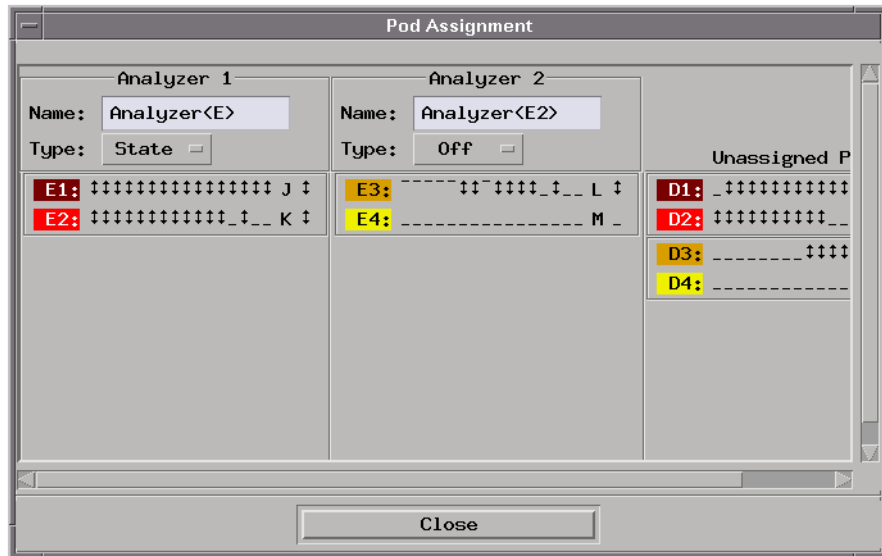 Pod Assignment
Analyzer 1
Analyzer 2
Name: Analyzer<E>
Name: Analyzer<E2>
Type: State
Type: Off
Unassigned P
E1: ↕↕↕↕↕↕↕↕↕↕↕↕↕↕↕↕ J ↕
E3: ‾‾‾‾‾‾↕↕‾↕↕↕↕_↕__ L ↕
D1: _↕↕↕↕↕↕↕↕↕↕↕
E2: ↕↕↕↕↕↕↕↕↕↕↕↕_↕__ K ↕
E4: ________________ M _
D2: ↕↕↕↕↕↕↕↕↕↕__
D3: ________↕↕↕↕
D4: ____________
Close